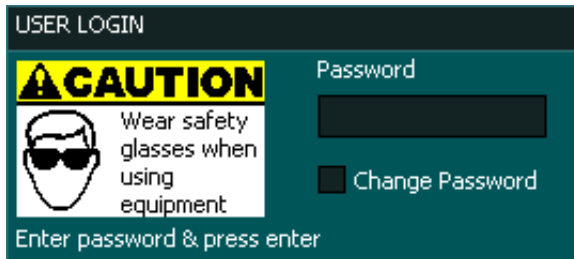 USER LOGIN
CAUTION
Wear safety
glasses when
using
equipment
Password
Change Password
Enter password & press enter